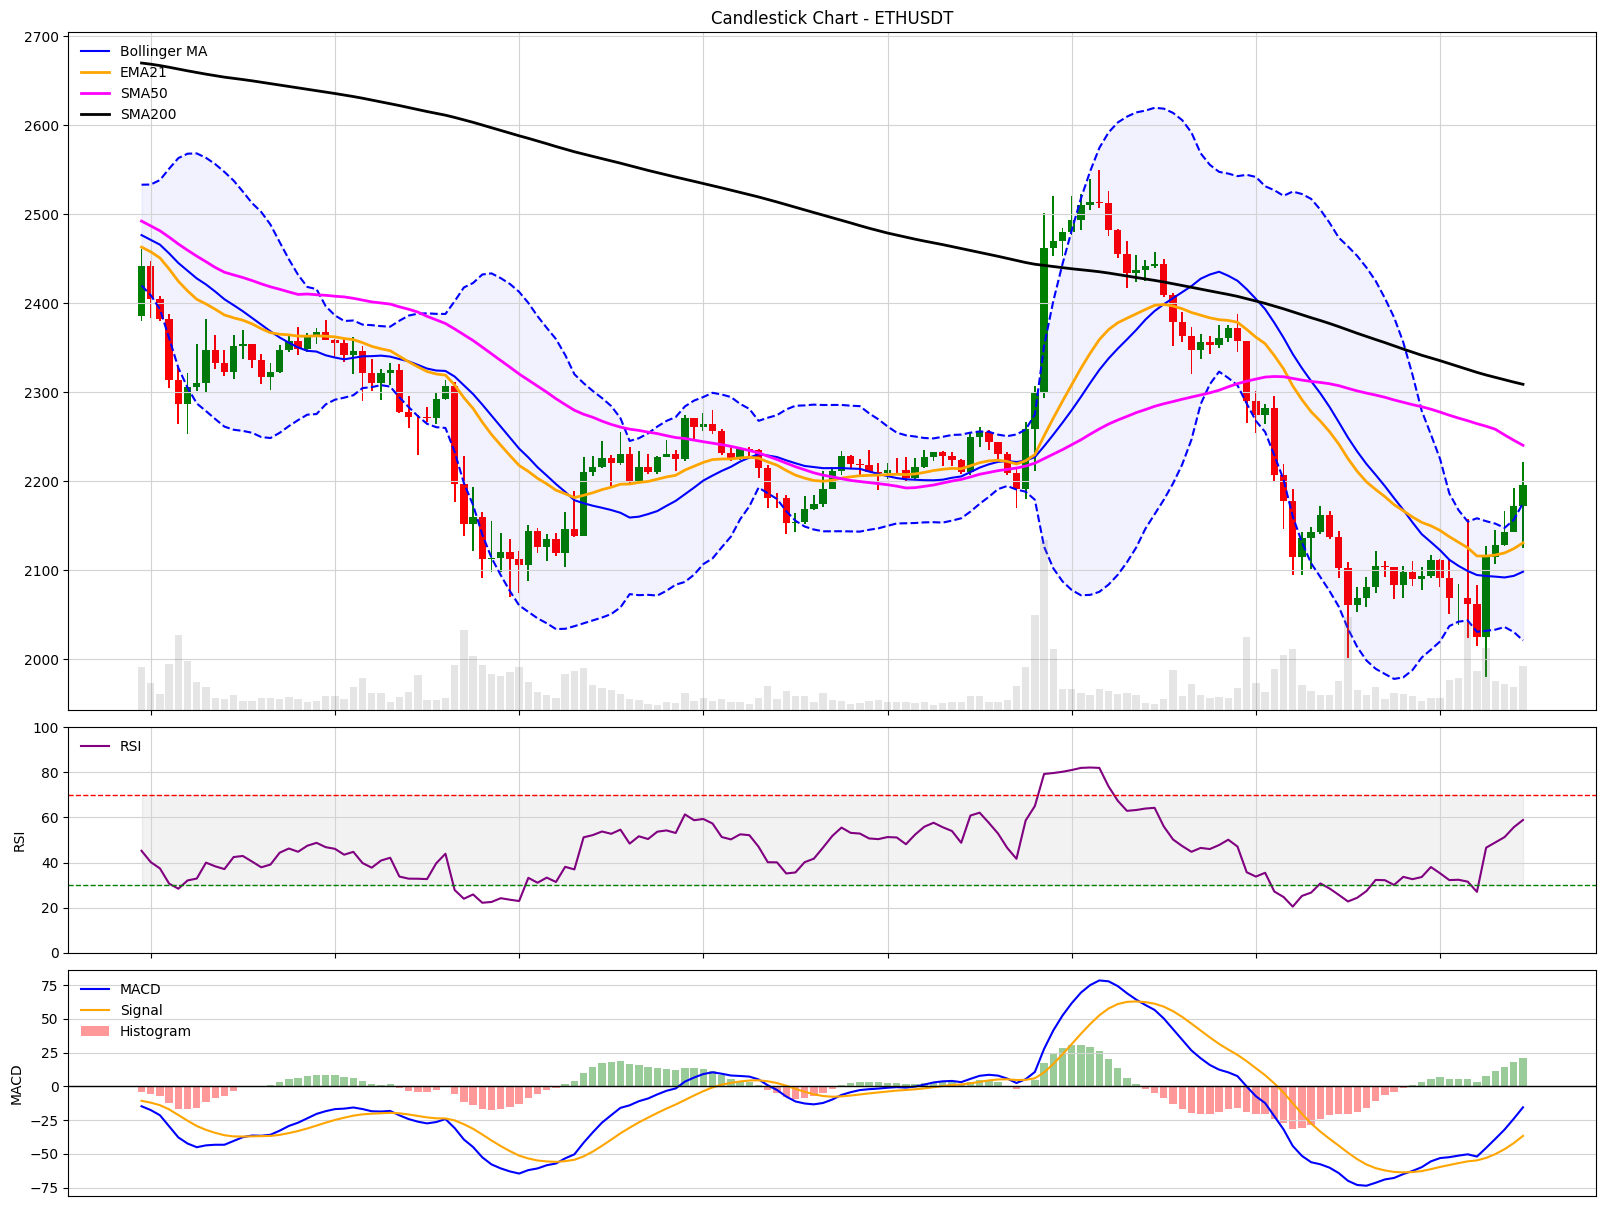 Candlestick Chart - ETHUSDT
2700
2600
2500
2400
2300
2200
2100
2000
Bollinger MA
EMA21
SMA50
SMA200
100
80
60
40
20
0
RSI
RSI
75
50
25
0
−25
−50
−75
MACD
MACD
Signal
Histogram